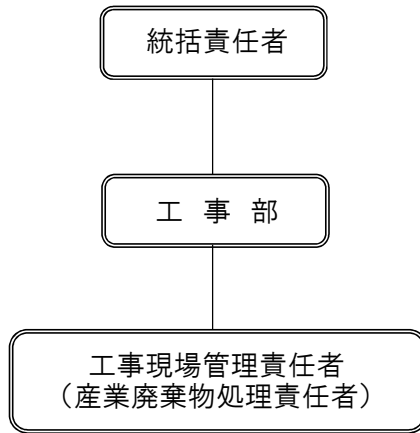 統括責任者
工 事 部
工事現場管理責任者
（産業廃棄物処理責任者）